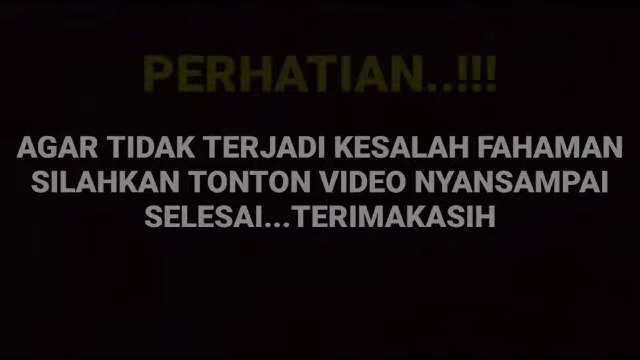 PERHATIAN..!!!
AGAR TIDAK TERJADI KESALAH FAHAMAN
SILAHKAN TONTON VIDEO NYANSAMPAI
SELESAI...TERIMAKASIH